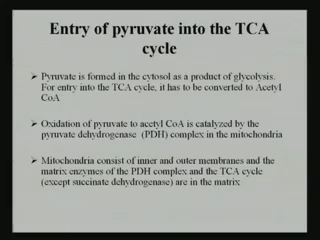 Entry of pyruvate into the TCA
cycle
➢ Pyruvate is formed in the cytosol as a product of glycolysis.
For entry into the TCA cycle, it has to be converted to Acetyl
CoA
➢ Oxidation of pyruvate to acetyl CoA is catalyzed by the
pyruvate dehydrogenase (PDH) complex in the mitochondria
➢ Mitochondria consist of inner and outer membranes and the
matrix enzymes of the PDH complex and the TCA cycle
(except succinate dehydrogenase) are in the matrix